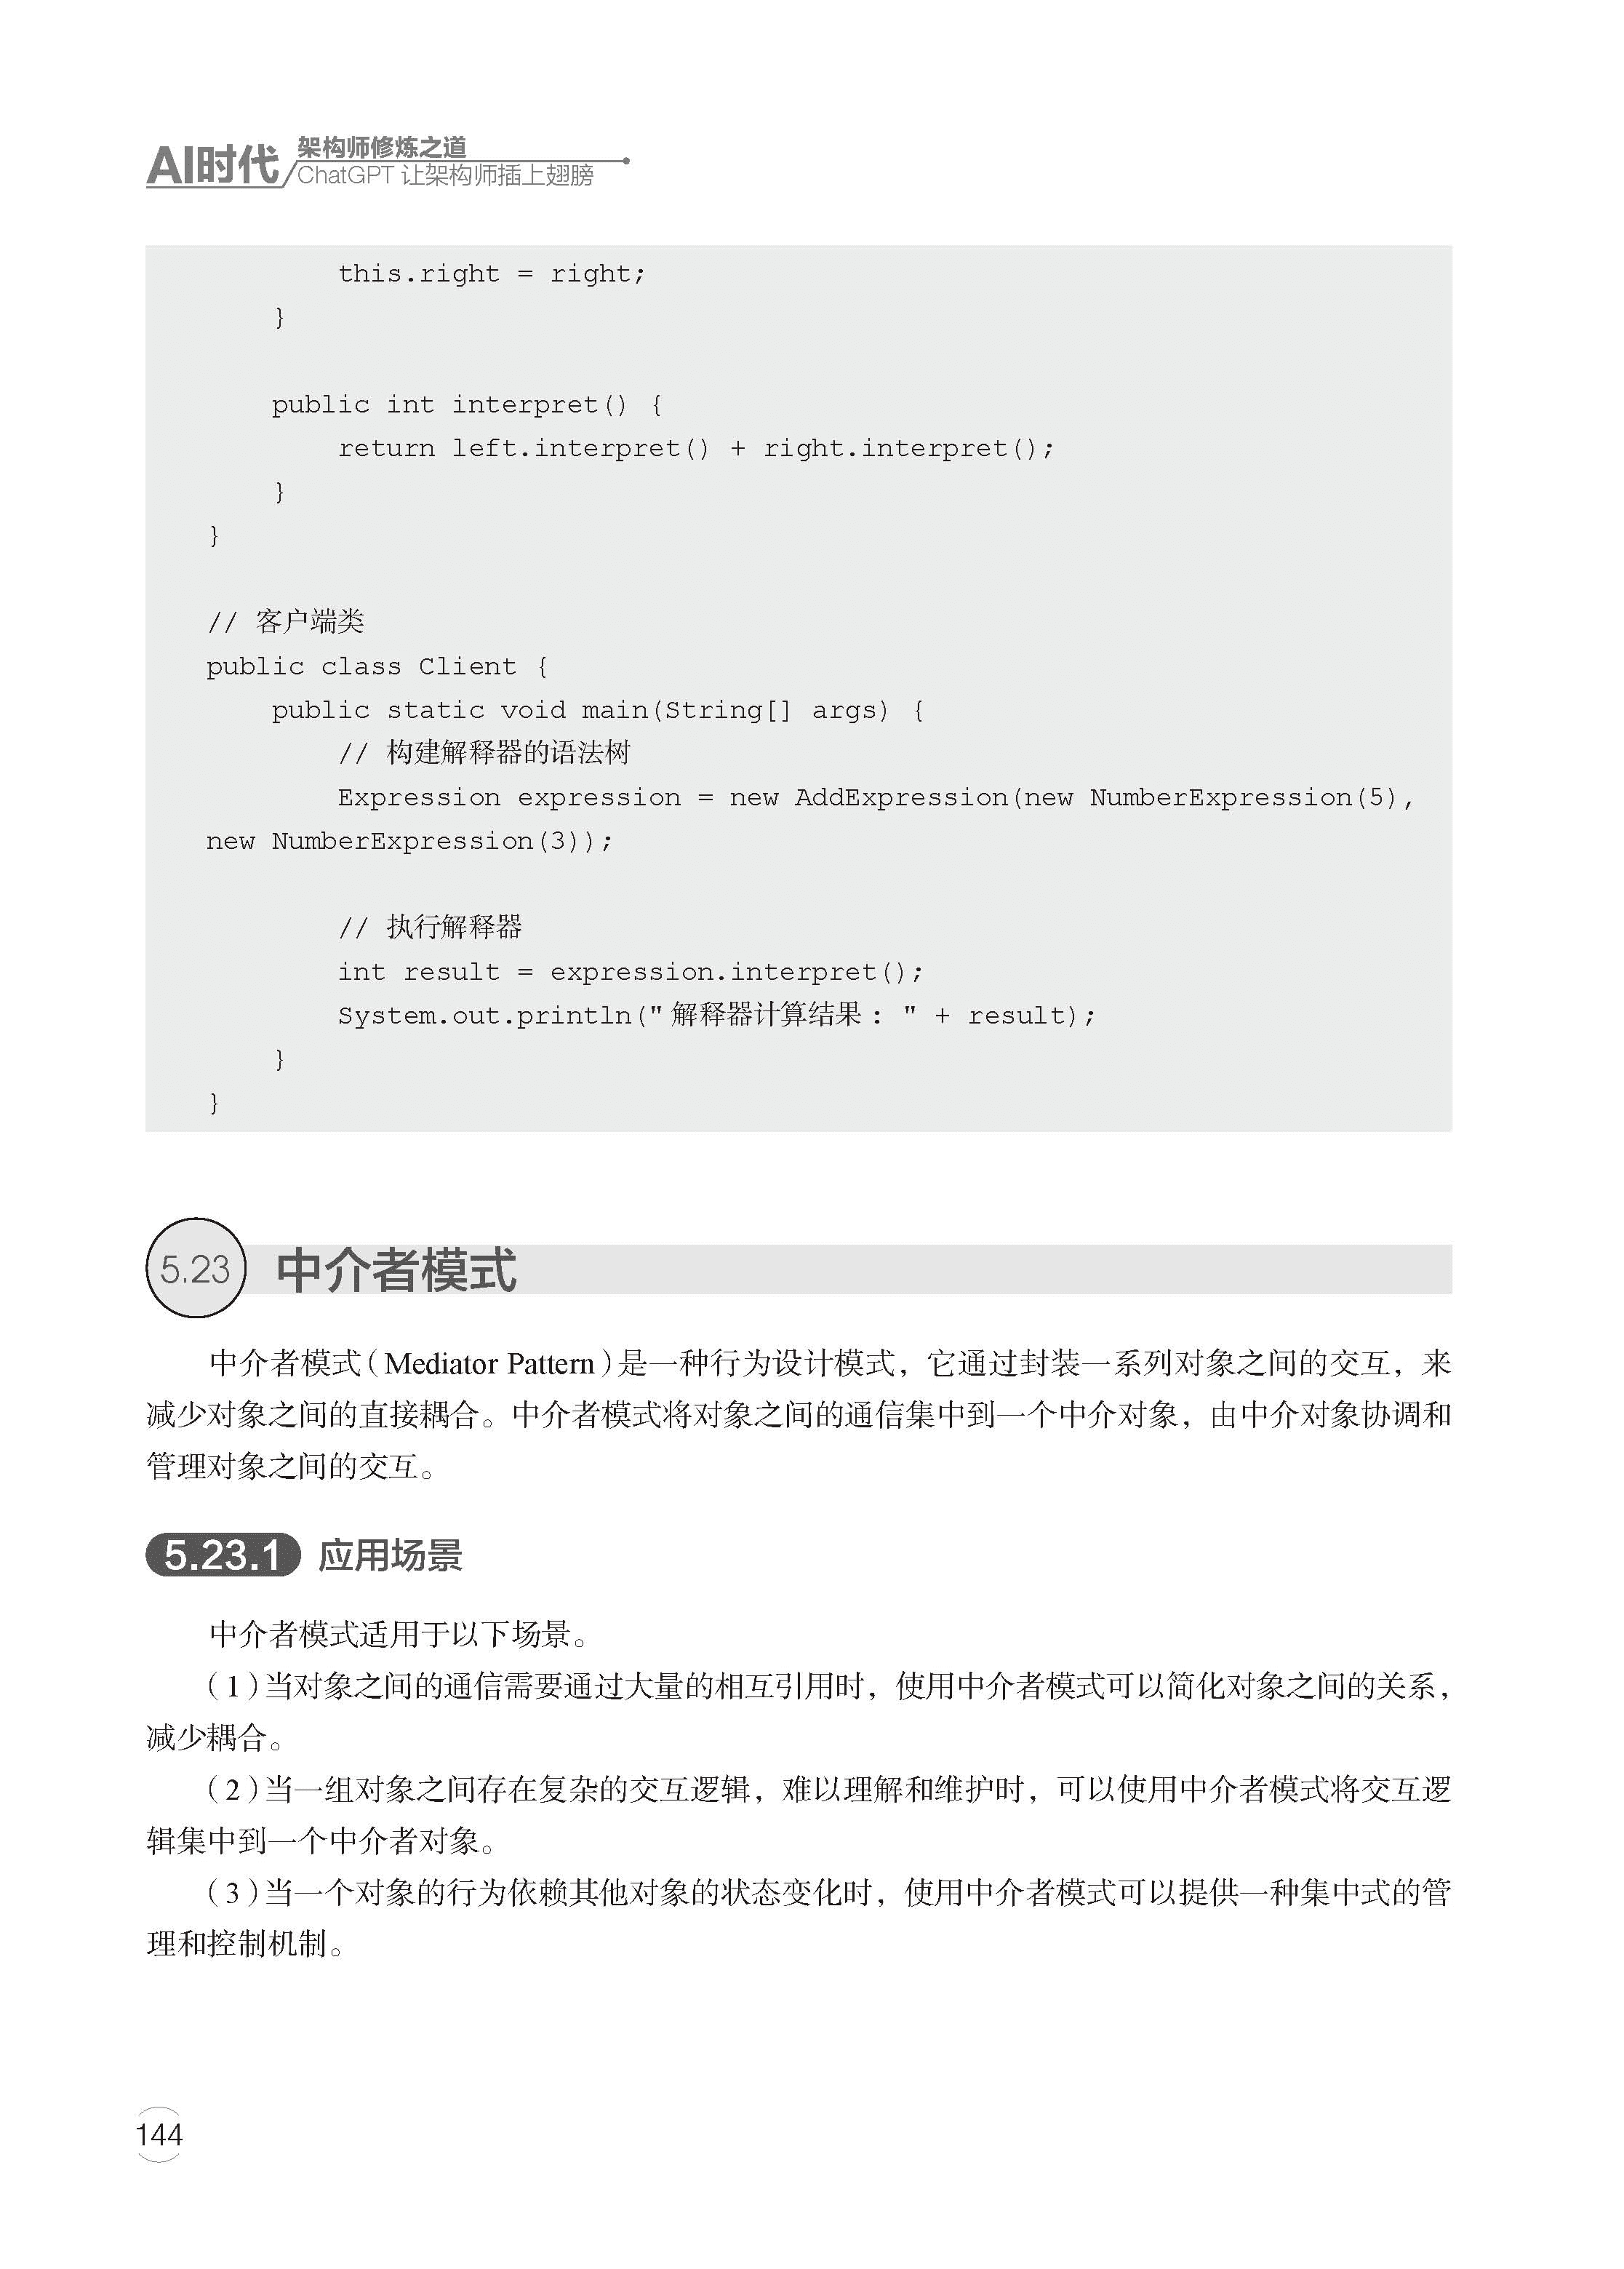 AI时代
架构师修炼之道
ChatGPT 让架构师插上翅膀
        this.right = right;
    }

    public int interpret() {
        return left.interpret() + right.interpret();
    }
}

// 客户端类
public class Client {
    public static void main(String[] args) {
        // 构建解释器的语法树
        Expression expression = new AddExpression(new NumberExpression(5),
new NumberExpression(3));

        // 执行解释器
        int result = expression.interpret();
        System.out.println("解释器计算结果：" + result);
    }
}
5.23 中介者模式
中介者模式（Mediator Pattern）是一种行为设计模式，它通过封装一系列对象之间的交互，来
减少对象之间的直接耦合。中介者模式将对象之间的通信集中到一个中介对象，由中介对象协调和
管理对象之间的交互。
5.23.1 应用场景
中介者模式适用于以下场景。
（1）当对象之间的通信需要通过大量的相互引用时，使用中介者模式可以简化对象之间的关系，
减少耦合。
（2）当一组对象之间存在复杂的交互逻辑，难以理解和维护时，可以使用中介者模式将交互逻
辑集中到一个中介者对象。
（3）当一个对象的行为依赖其他对象的状态变化时，使用中介者模式可以提供一种集中式的管
理和控制机制。
144